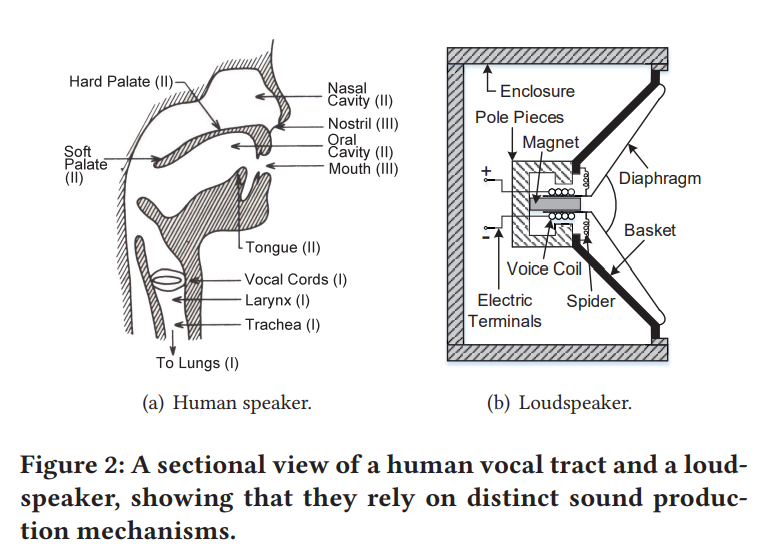 Hard Palate (II)
Nasal
Cavity (II)
Nostril (III)
Oral
Cavity (II)
Mouth (III)
Soft
Palate
(II)
Tongue (II)
Vocal Cords (I)
Larynx (I)
Trachea (I)
To Lungs (I)
(a) Human speaker.
Enclosure
Pole Pieces
Magnet
+
-
Diaphragm
Basket
Voice Coil
Electric
Terminals
Spider
(b) Loudspeaker.
Figure 2: A sectional view of a human vocal tract and a loud-
speaker, showing that they rely on distinct sound produc-
tion mechanisms.